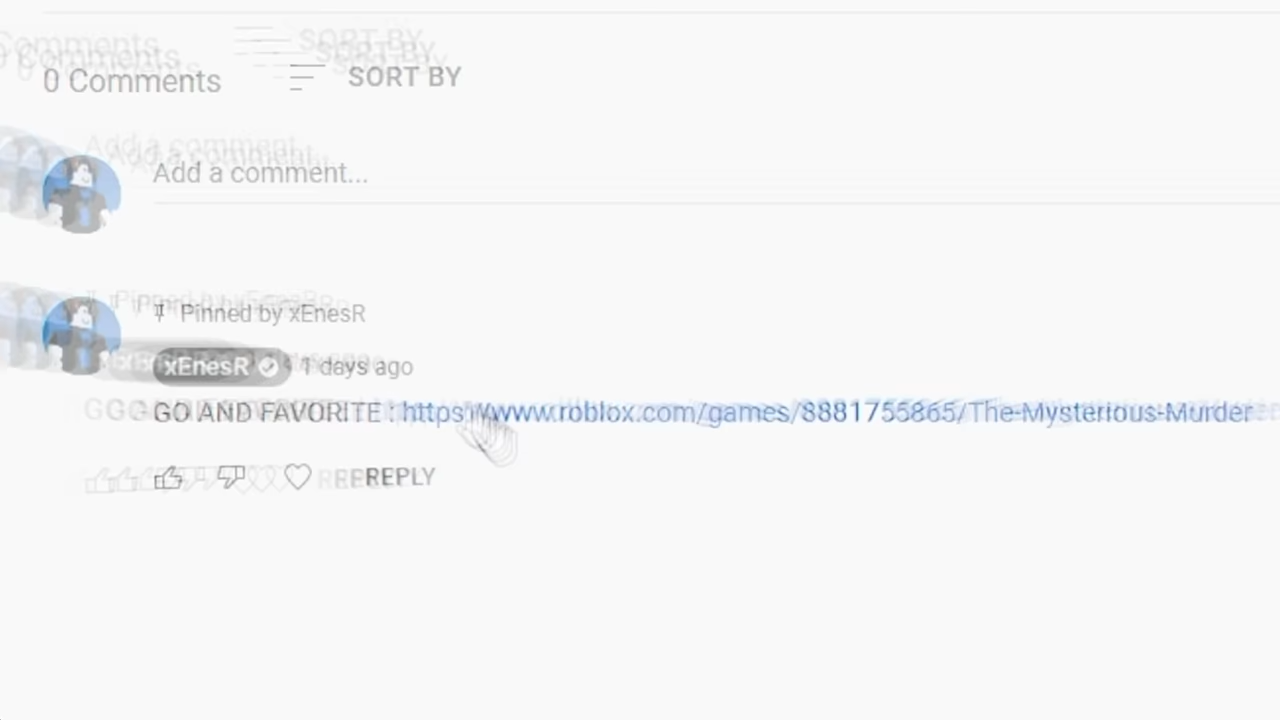 0 Comments
SORT BY
Add a comment...
Pinned by xEnesR
xEnesR
1 days ago
GO AND FAVORITE : https://www.roblox.com/games/8881755865/The-Mysterious-Murder
REPLY